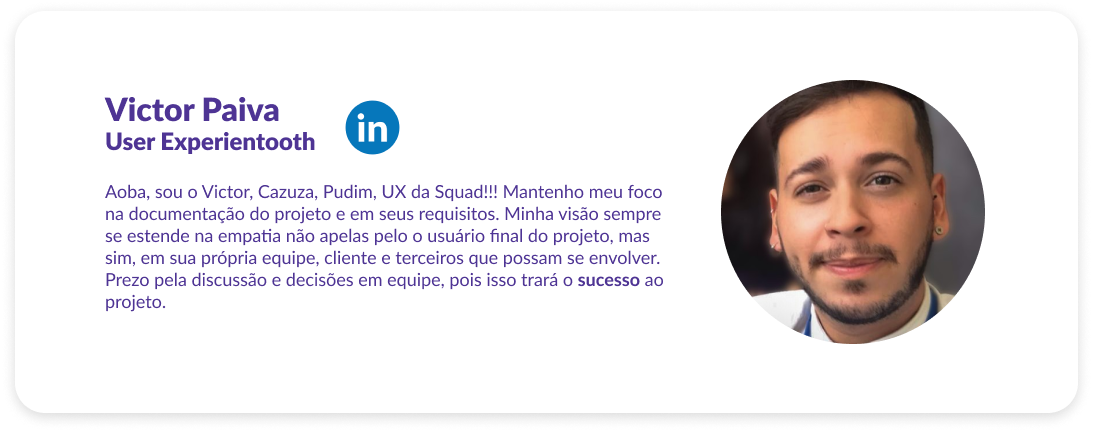 Victor Paiva
User Experientooth
in
Aoba, sou o Victor, Cazuza, Pudim, UX da Squad!!! Mantenho meu foco
na documentação do projeto e em seus requisitos. Minha visão sempre
se estende na empatia não apelas pelo o usuário final do projeto, mas
sim, em sua própria equipe, cliente e terceiros que possam se envolver.
Prezo pela discussão e decisões em equipe, pois isso trará o sucesso ao
projeto.